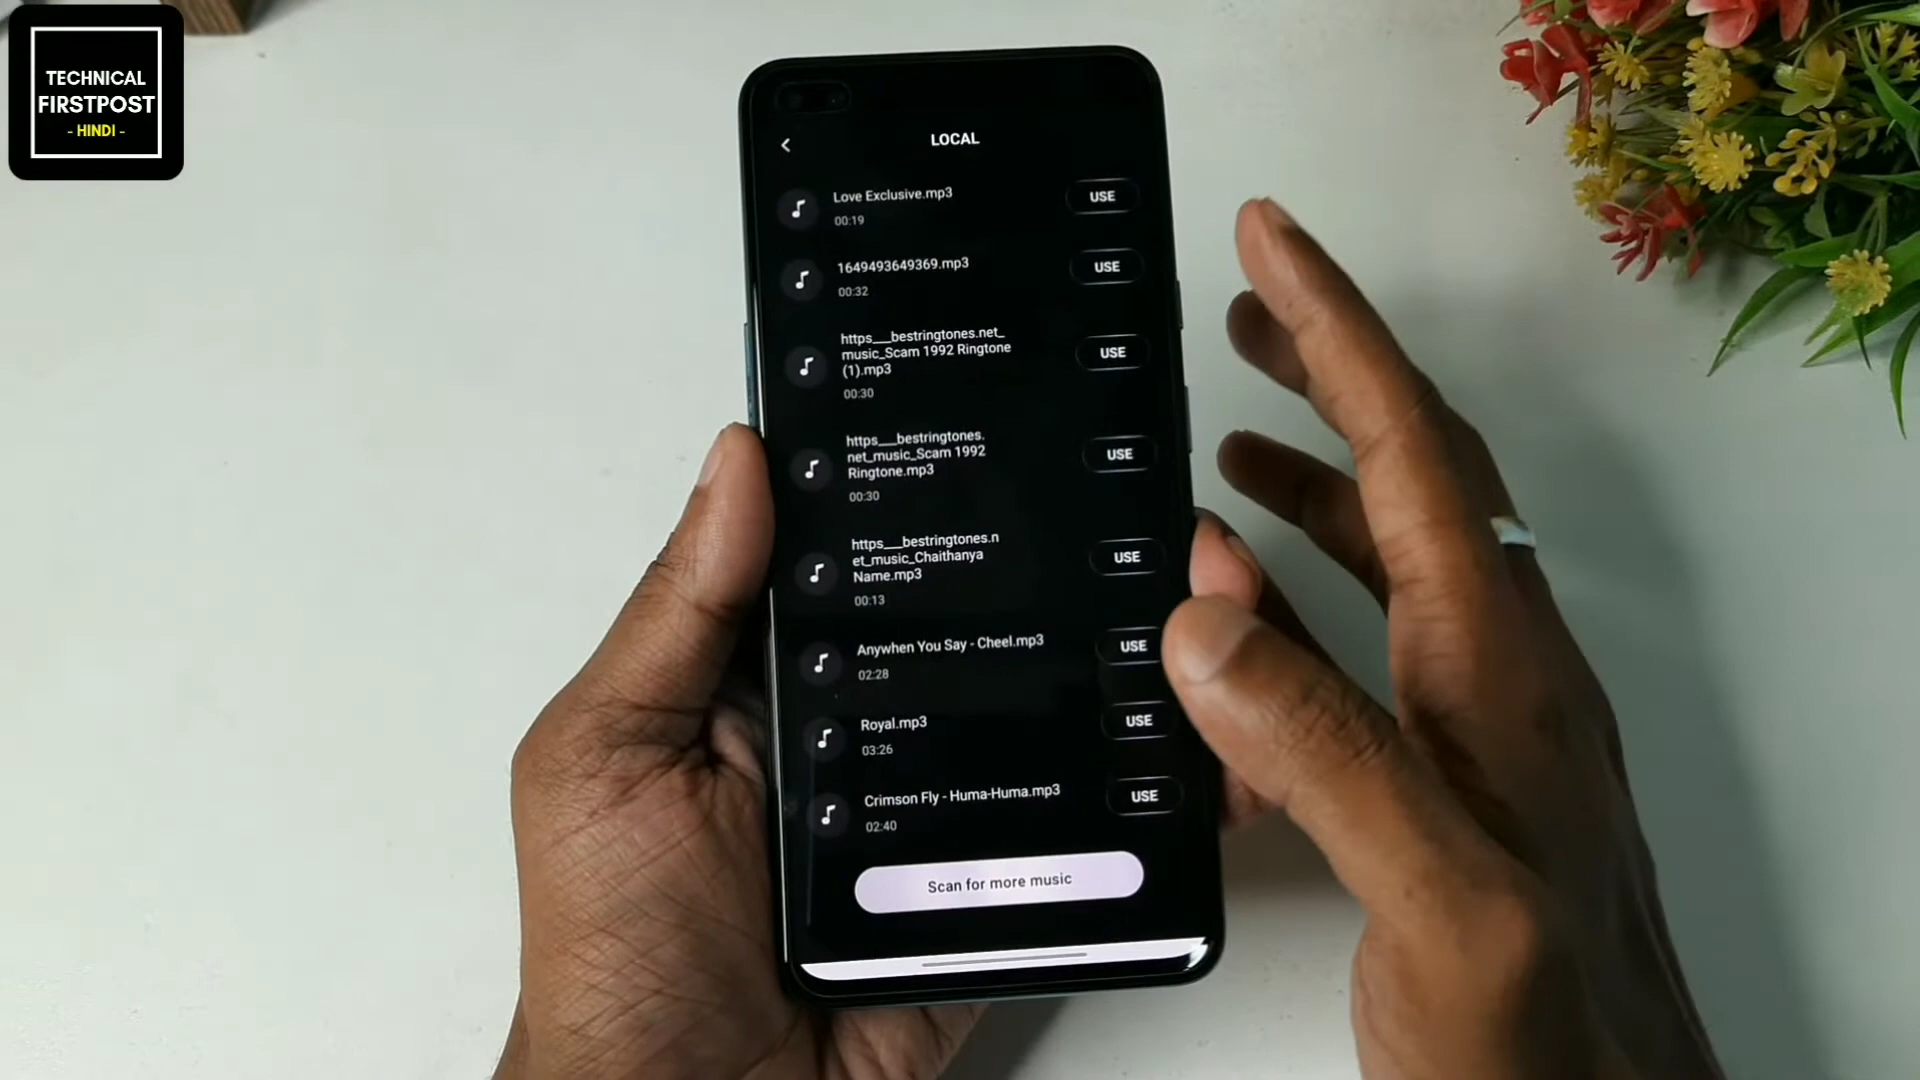 TECHNICAL
FIRSTPOST
- HINDI -
LOCAL
Love Exclusive.mp3
USE
00:19
1649493649369.mp3
USE
00:32
https___bestringtones.net_
music_Scam 1992 Ringtone
(1).mp3
USE
00:30
https___bestringtones.
net_music_Scam 1992
Ringtone.mp3
USE
00:30
https___bestringtones.n
et_music_Chaithanya
Name.mp3
USE
00:13
Anywhen You Say - Cheel.mp3
USE
02:28
Royal.mp3
USE
03:26
Crimson Fly - Huma-Huma.mp3
USE
02:40
Scan for more music